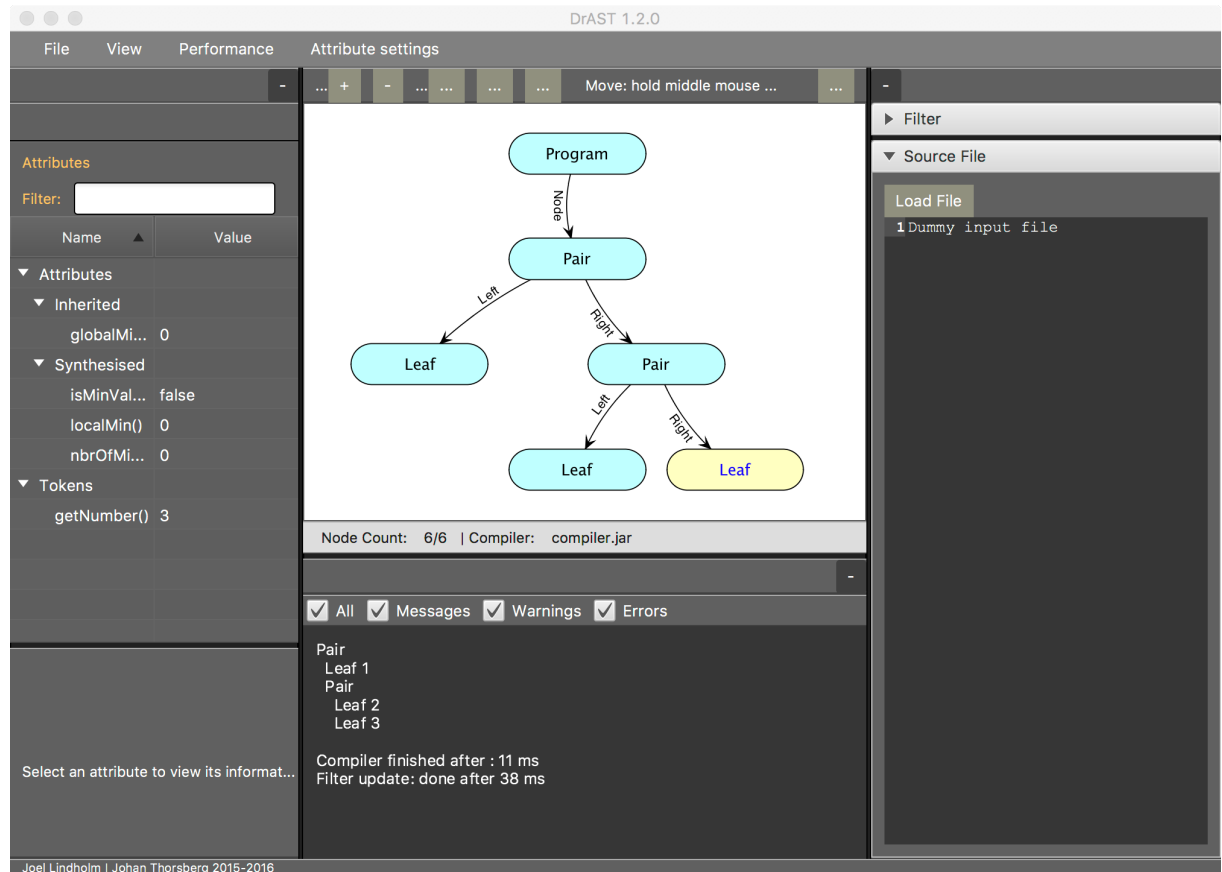 DrAST 1.2.0
File View Performance Attribute settings
-
Attributes
Filter:
Name Value
Attributes
Inherited
globalMi... 0
Synthesised
isMinVal... false
localMin() 0
nbrOfMi... 0
Tokens
getNumber() 3
Select an attribute to view its informat...
... + - ... ... ... ... Move: hold middle mouse ... ...
Program
Node
Pair
Left Right
Leaf Pair
Left Right
Leaf Leaf
Node Count: 6/6 | Compiler: compiler.jar
-
All Messages Warnings Errors
Pair
Leaf 1
Pair
Leaf 2
Leaf 3
Compiler finished after : 11 ms
Filter update: done after 38 ms
-
Filter
Source File
Load File
1 Dummy input file
Joel Lindholm | Johan Thorsberg 2015-2016